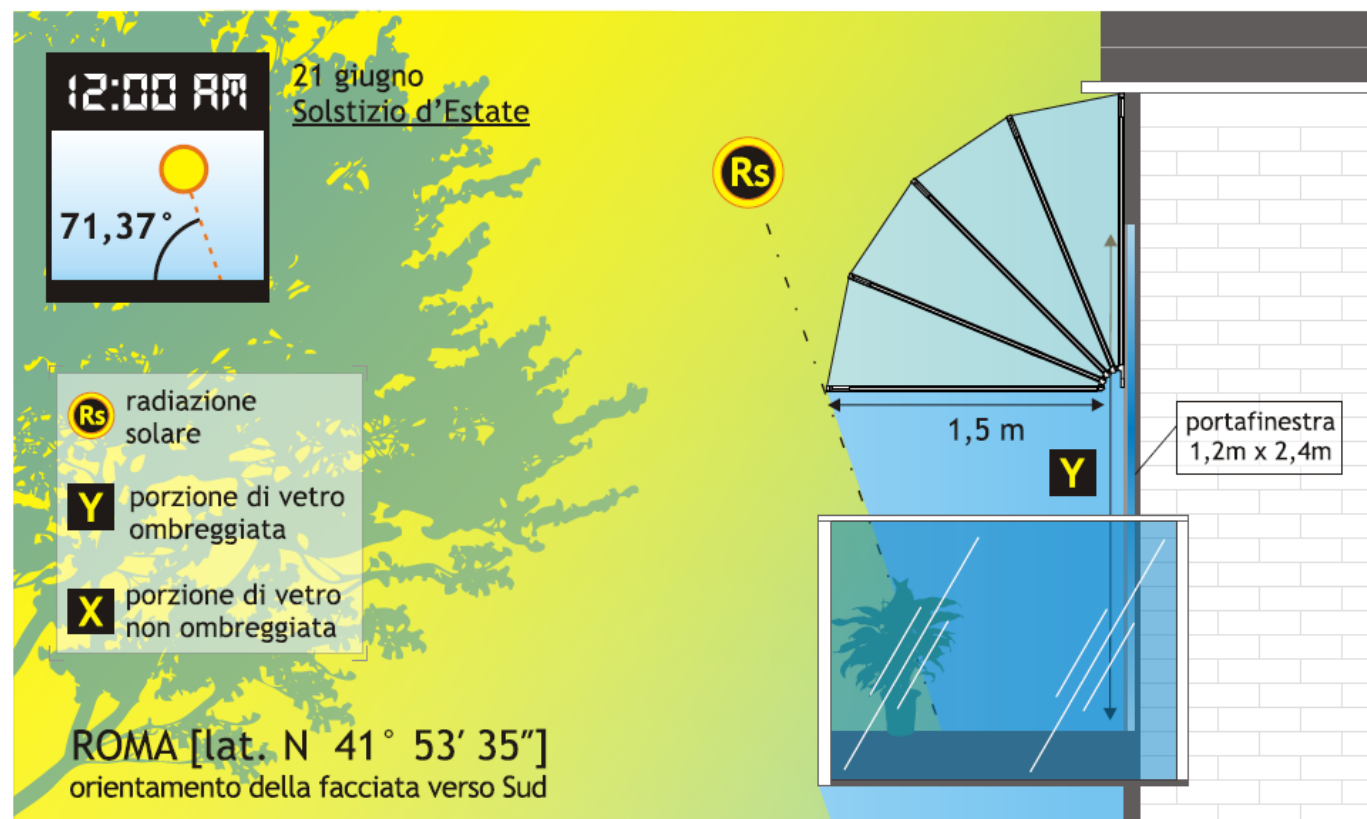 12:00 AM
21 giugno
Solstizio d'Estate
71,37°
Rs
1,5 m
Y
portafinestra
1,2m x 2,4m
Rs
radiazione
solare
Y
porzione di vetro
ombreggiata
X
porzione di vetro
non ombreggiata
ROMA [lat. N 41° 53′ 35″]
orientamento della facciata verso Sud